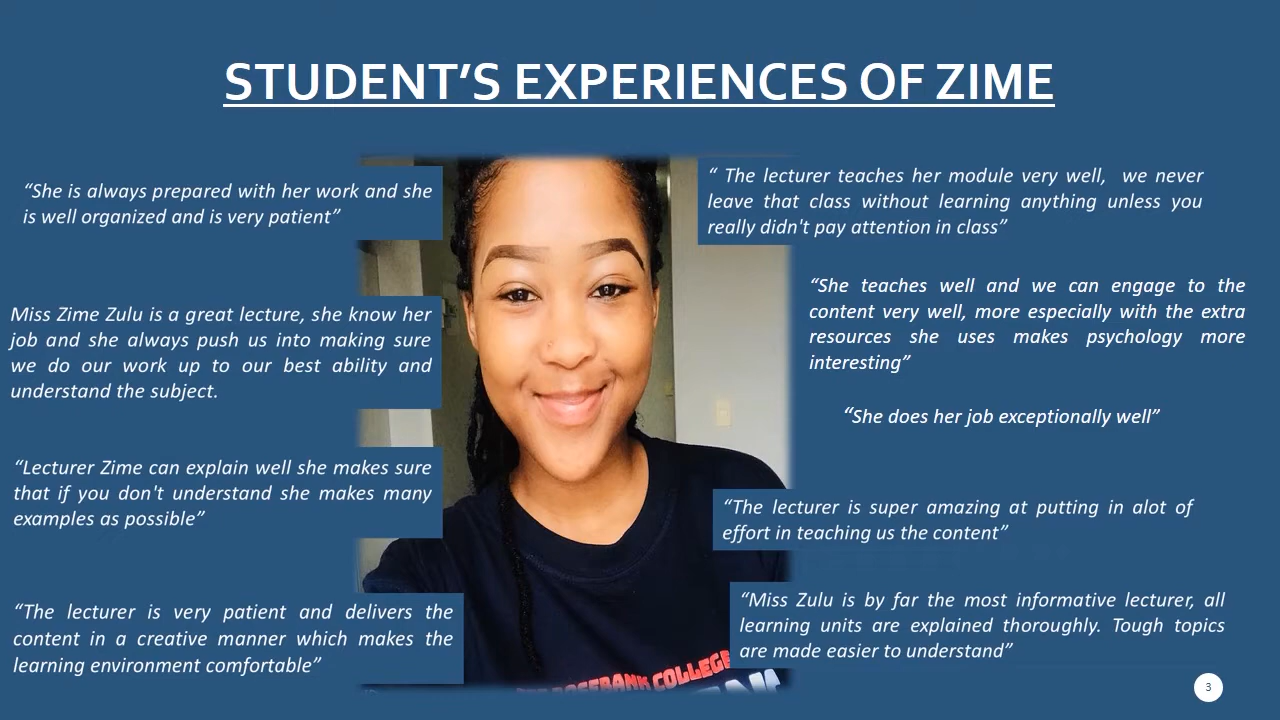 STUDENT’S EXPERIENCES OF ZIME
“She is always prepared with her work and she
is well organized and is very patient”
Miss Zime Zulu is a great lecture, she know her
job and she always push us into making sure
we do our work up to our best ability and
understand the subject.
“Lecturer Zime can explain well she makes sure
that if you don't understand she makes many
examples as possible”
“The lecturer is very patient and delivers the
content in a creative manner which makes the
learning environment comfortable”
“ The lecturer teaches her module very well, we never
leave that class without learning anything unless you
really didn't pay attention in class”
“She teaches well and we can engage to the
content very well, more especially with the extra
resources she uses makes psychology more
interesting”
“She does her job exceptionally well”
“The lecturer is super amazing at putting in alot of
effort in teaching us the content”
“Miss Zulu is by far the most informative lecturer, all
learning units are explained thoroughly. Tough topics
are made easier to understand”
ROSEBANK COLLEGE
3